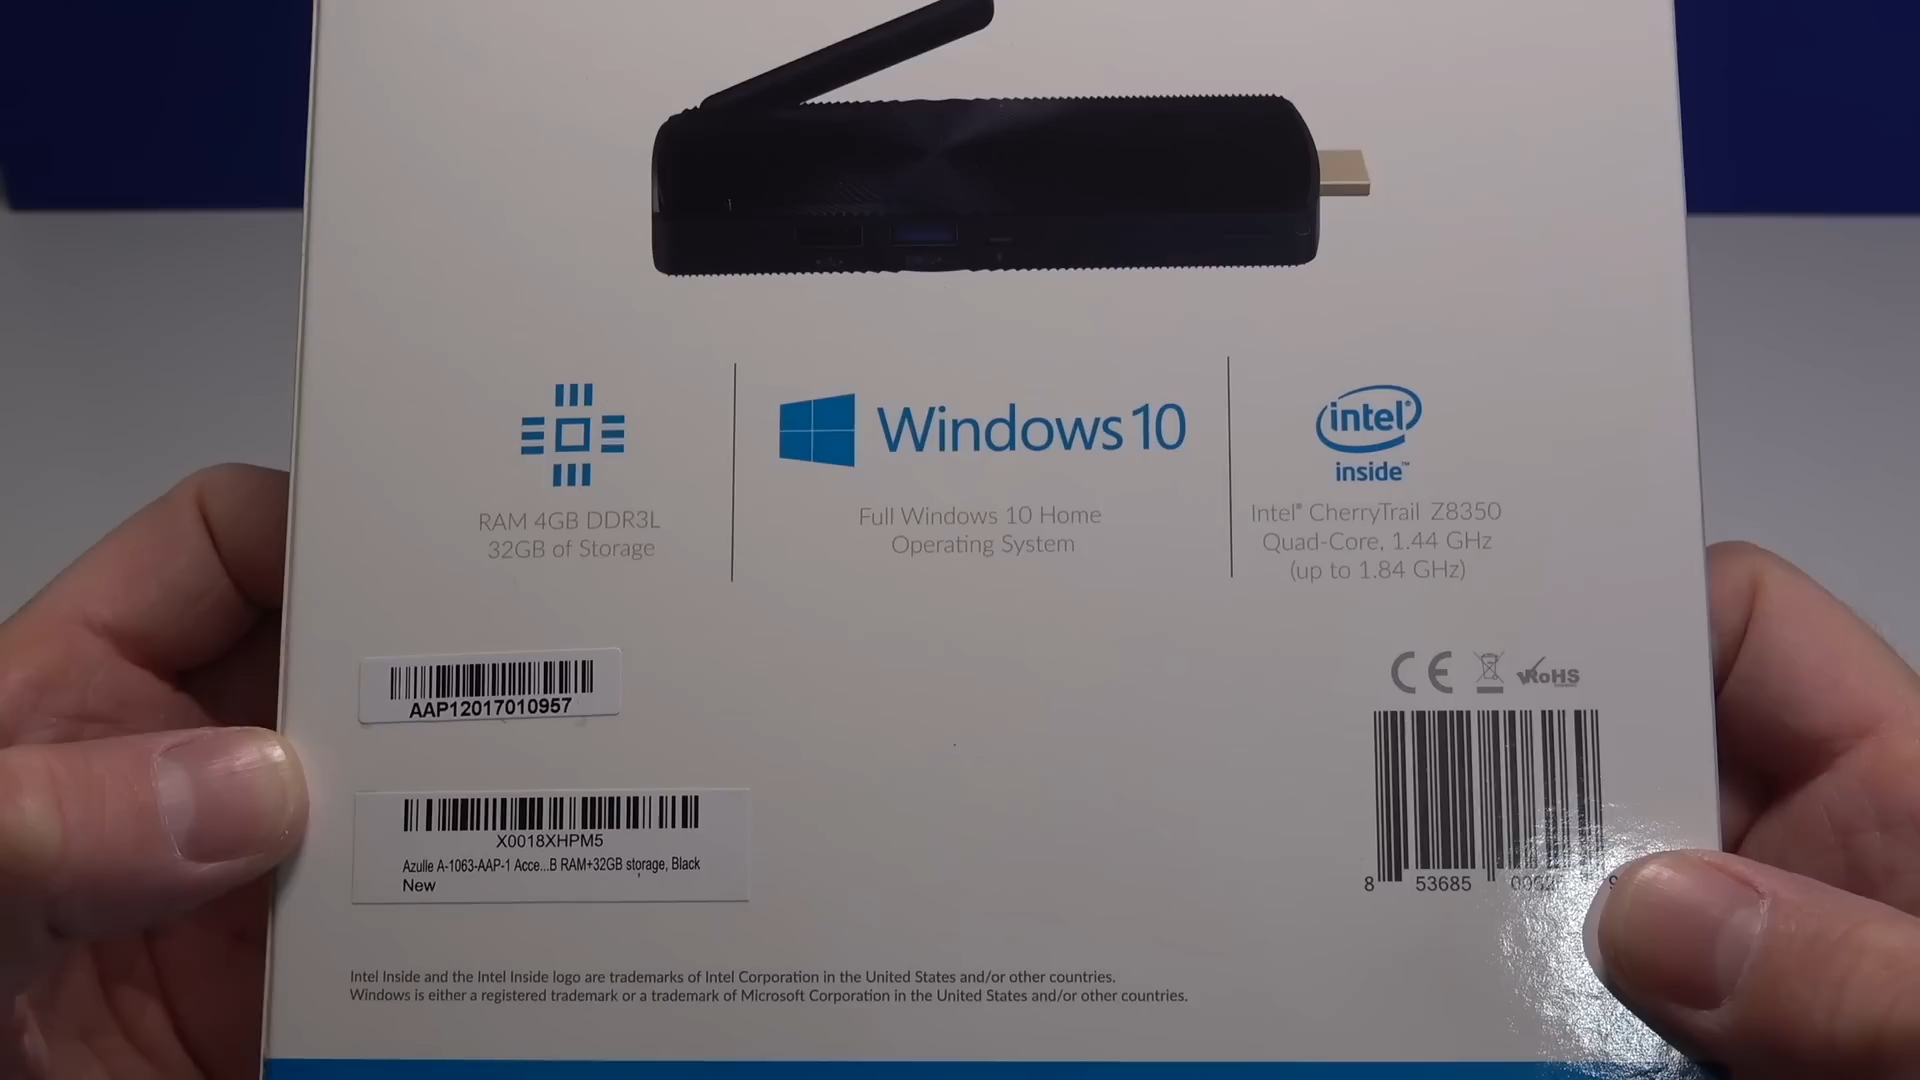 RAM 4GB DDR3L
32GB of Storage
Windows 10
Full Windows 10 Home
Operating System
intel®
inside™
Intel® CherryTrail Z8350
Quad-Core, 1.44 GHz
(up to 1.84 GHz)
AAP12017010957
X0018XHPM5
Azulle A-1063-AAP-1 Acce...B RAM+32GB storage, Black
New
CE RoHS
8 53685
Intel Inside and the Intel Inside logo are trademarks of Intel Corporation in the United States and/or other countries.
Windows is either a registered trademark or a trademark of Microsoft Corporation in the United States and/or other countries.